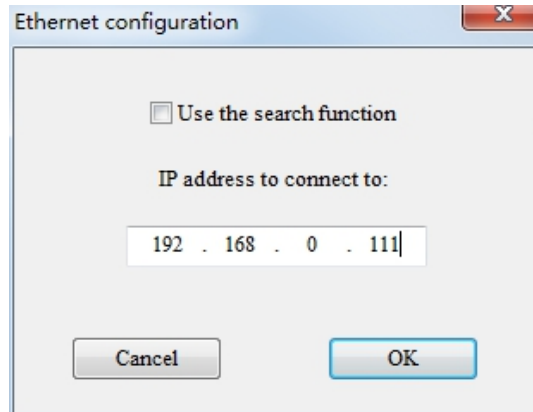 Ethernet configuration
Use the search function
IP address to connect to:
192 . 168 . 0 . 111
Cancel OK